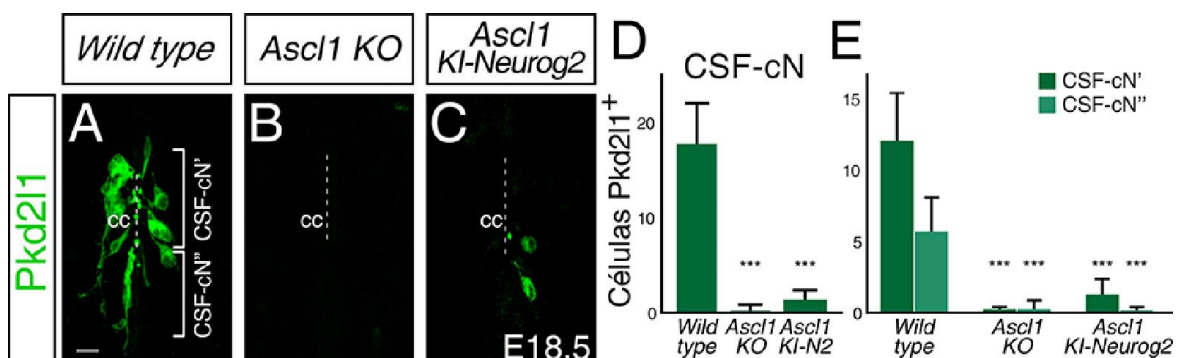 Wild type
Ascl1 KO
Ascl1
KI-Neurog2
Pkd2l1
A
cc
CSF-cN'
CSF-cN"
B
cc
C
cc
E18.5
D
CSF-cN
Células Pkd2l1+
20
10
0
***
***
Wild
type
Ascl1
KO
Ascl1
KI-N2
E
CSF-cN'
CSF-cN"
15
10
5
0
*** ***
*** ***
Wild
type
Ascl1
KO
Ascl1
KI-Neurog2